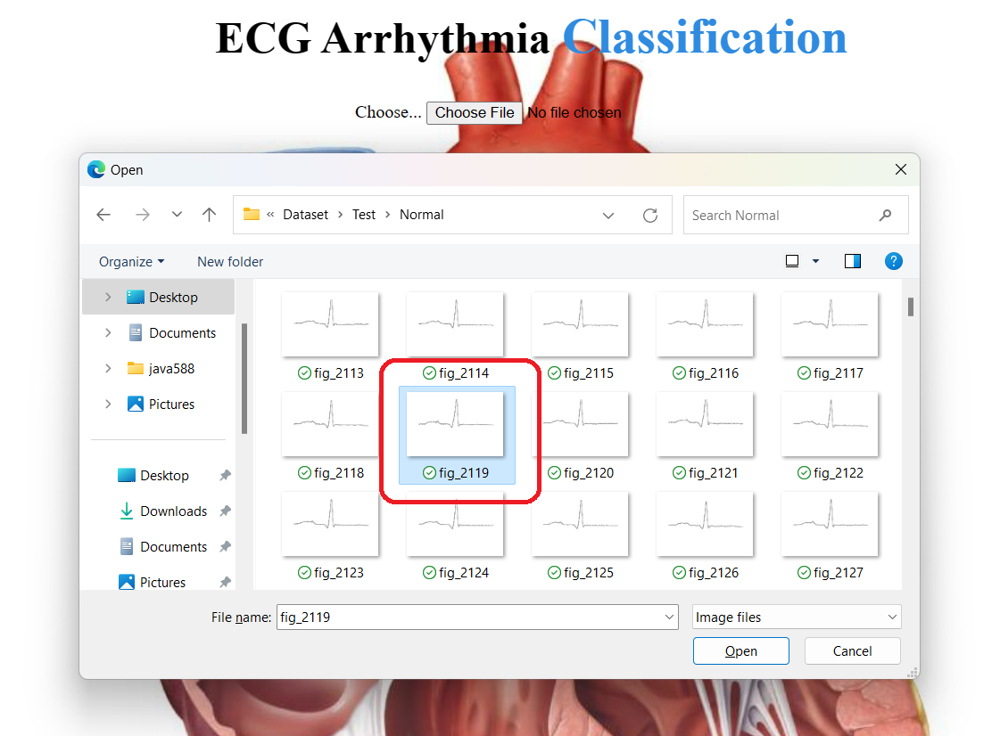 ECG Arrhythmia Classification
Choose... Choose File No file chosen
Open
« Dataset > Test > Normal
Search Normal
Organize New folder
?
Desktop
Documents
java588
Pictures
Desktop
Downloads
Documents
Pictures
fig_2113 fig_2114 fig_2115 fig_2116 fig_2117
fig_2118 fig_2119 fig_2120 fig_2121 fig_2122
fig_2123 fig_2124 fig_2125 fig_2126 fig_2127
File name: fig_2119 Image files
Open Cancel